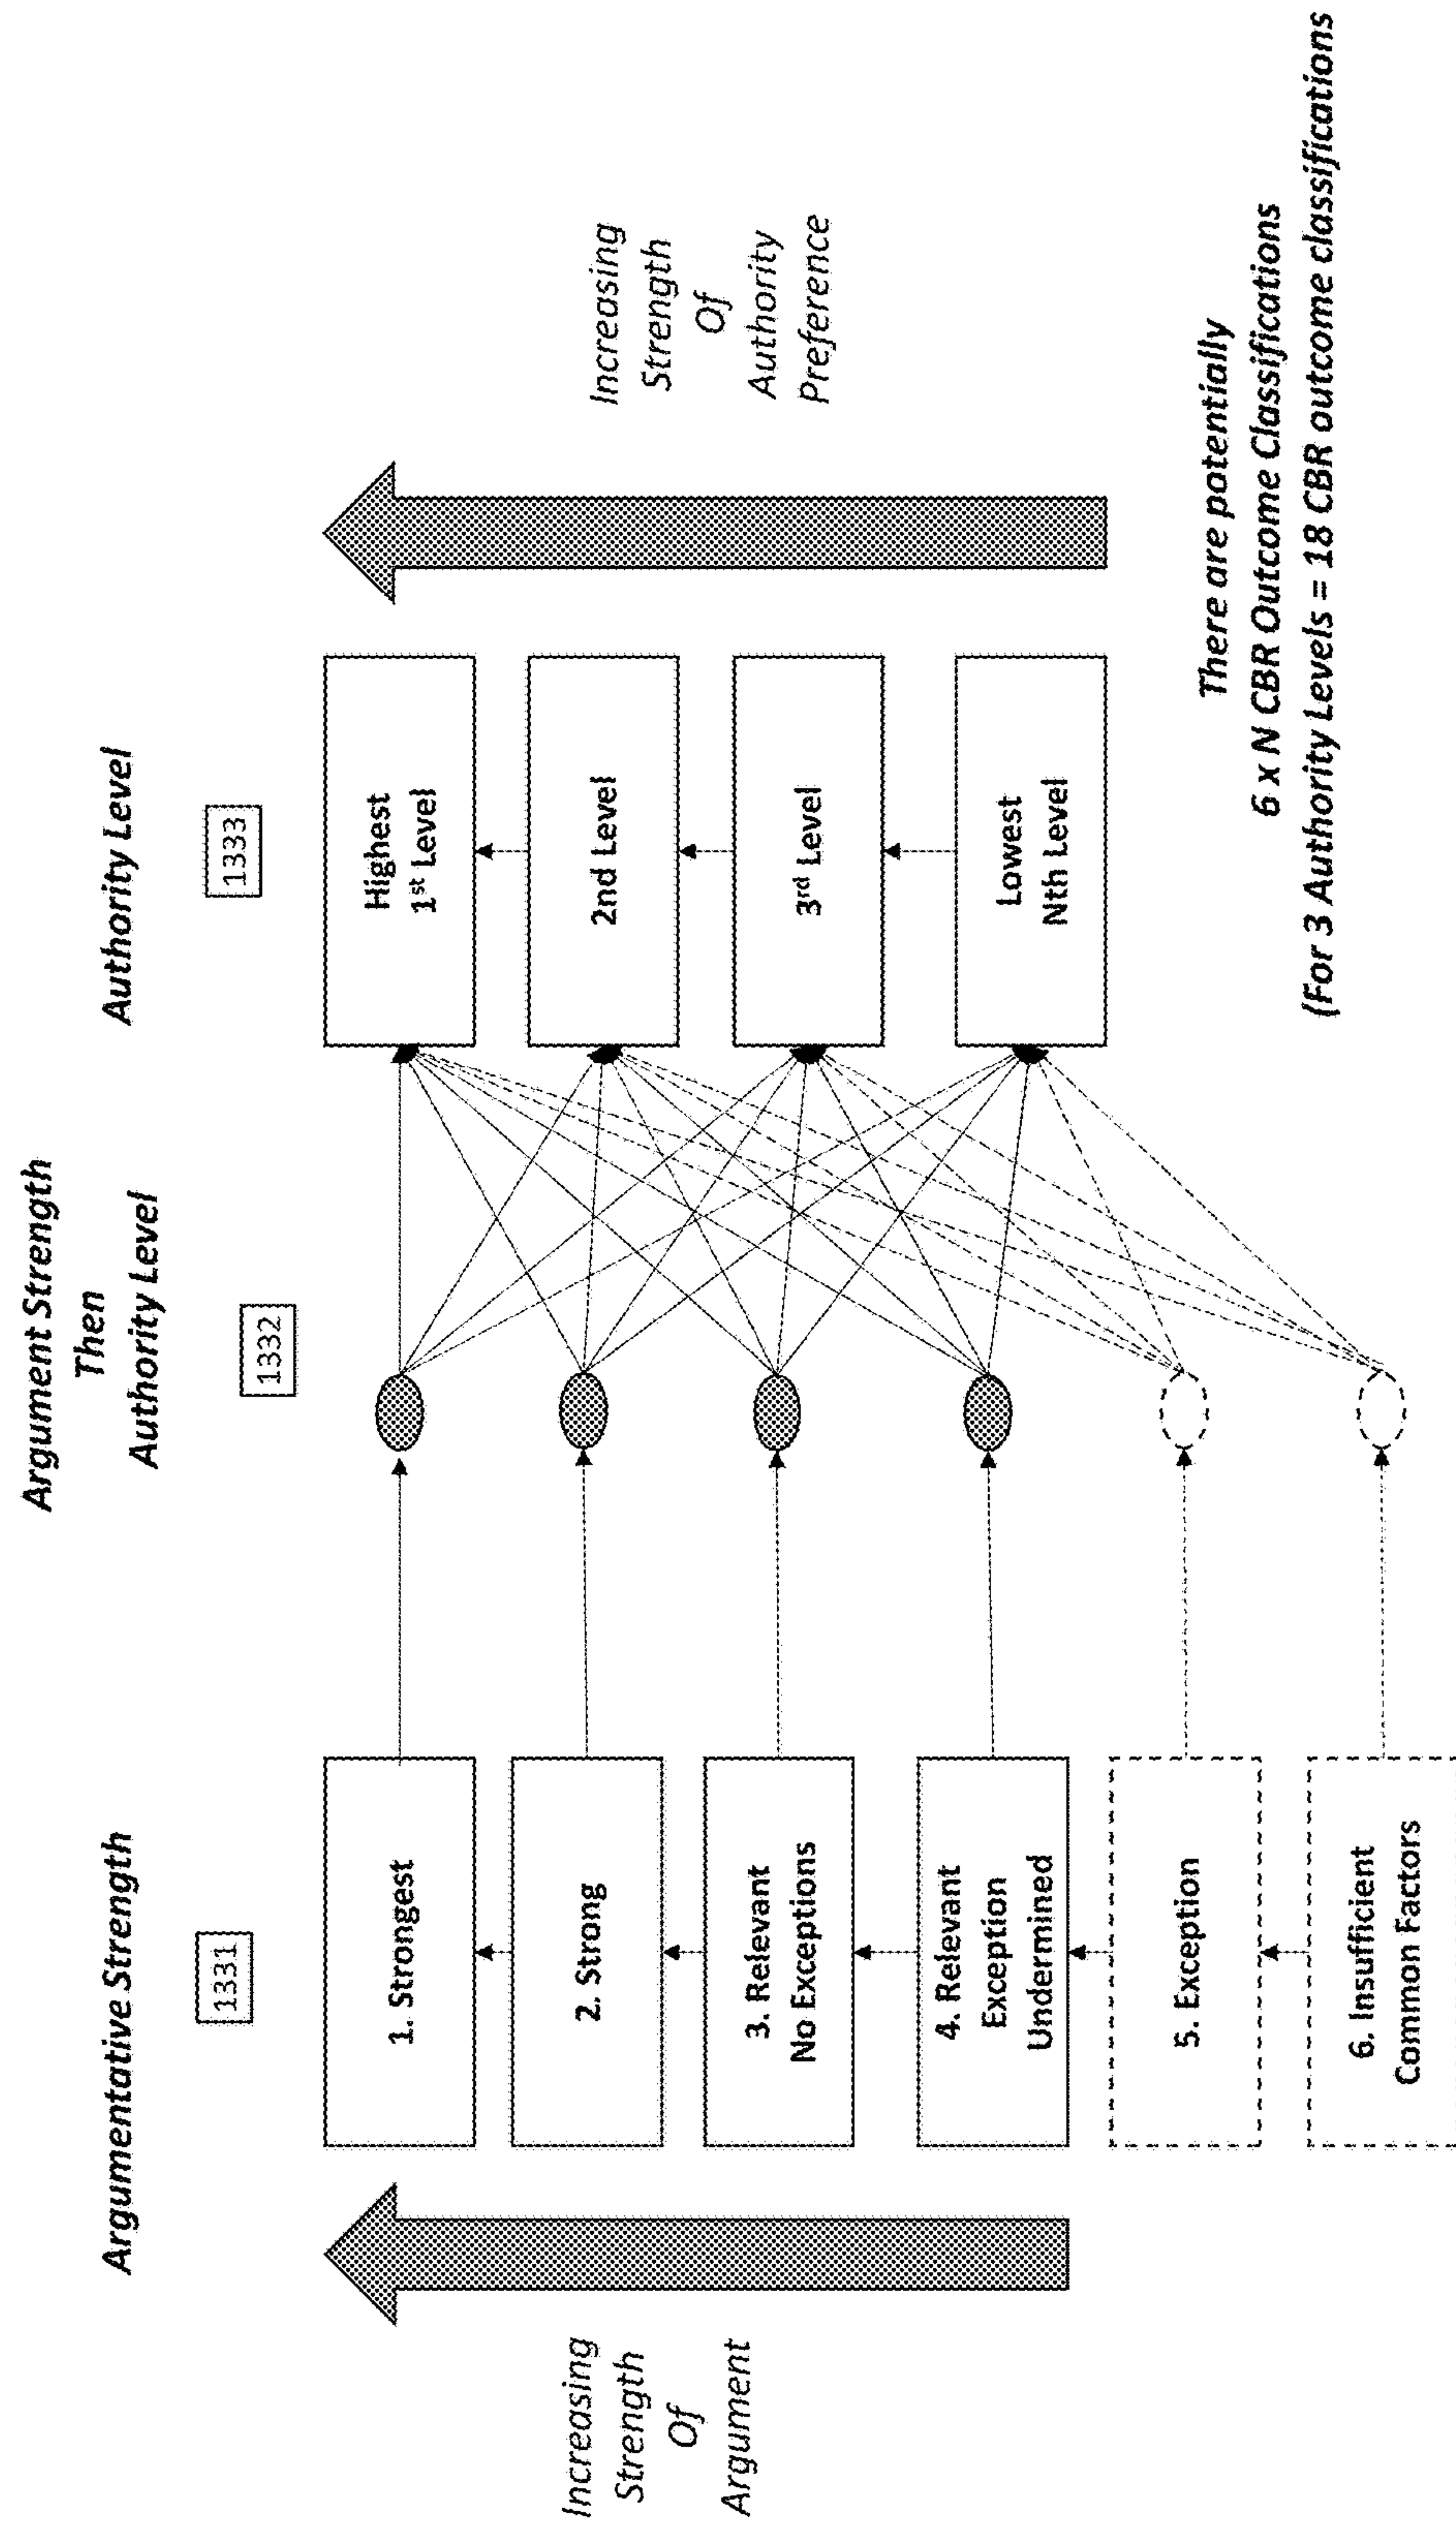 Argument Strength
Then
Authority Level
Argumentative Strength
Authority Level
1331
1332
1333
Increasing
Strength
Of
Argument
1. Strongest
2. Strong
3. Relevant
No Exceptions
4. Relevant
Exception
Undermined
5. Exception
6. Insufficient
Common Factors
Highest
1st Level
2nd Level
3rd Level
Lowest
Nth Level
Increasing
Strength
Of
Authority
Preference
There are potentially
6 x N CBR Outcome Classifications
(For 3 Authority Levels = 18 CBR outcome classifications